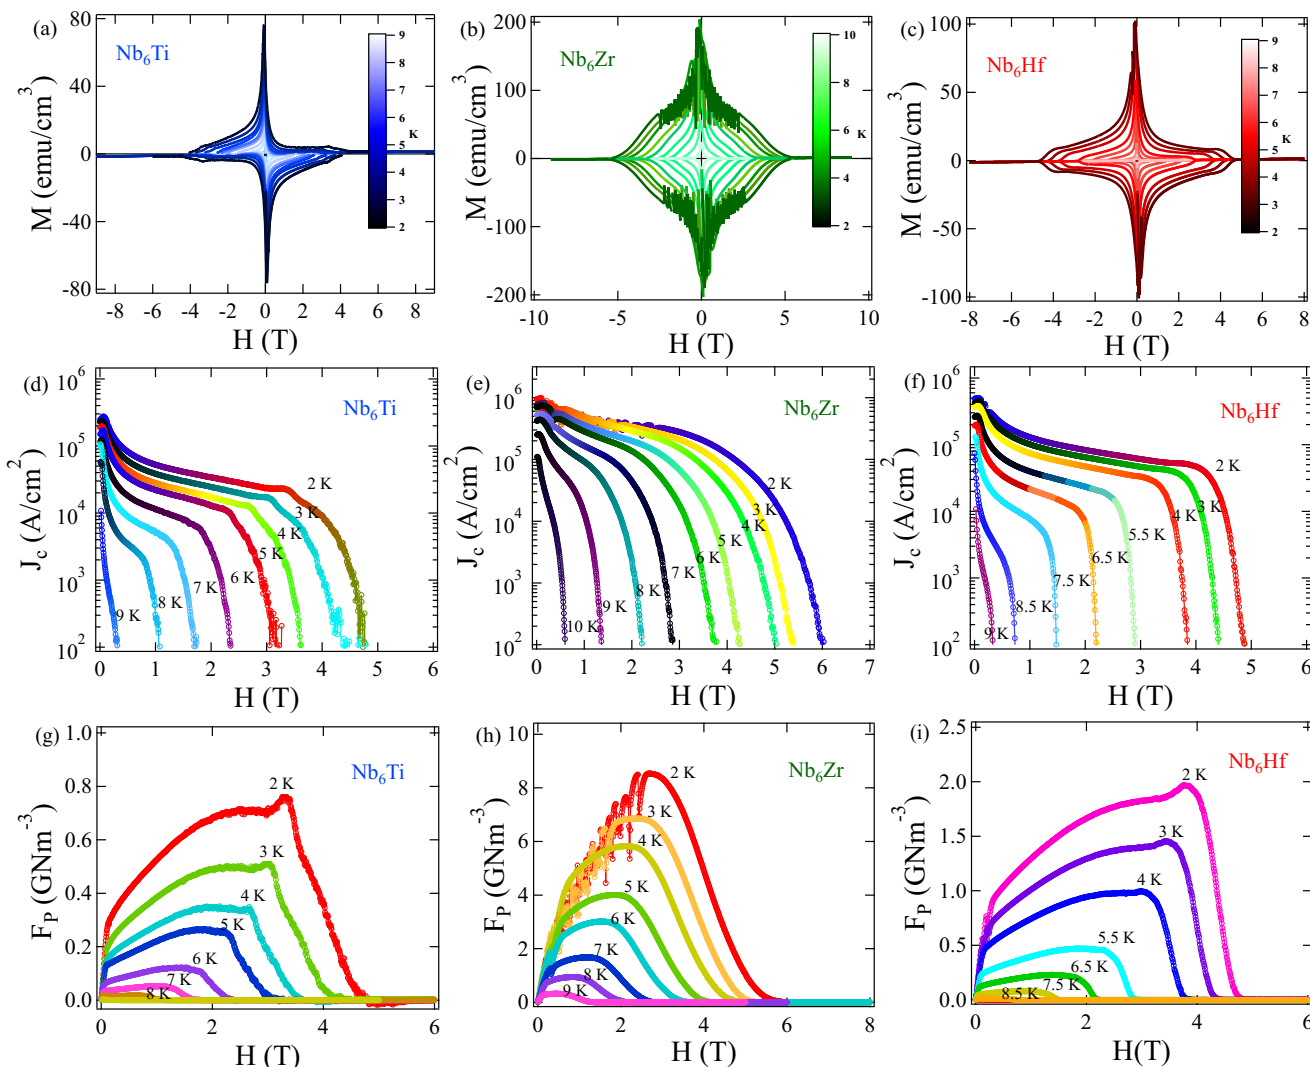 (a)
Nb6Ti
M (emu/cm3)
80
40
0
-40
-80
-8 -6 -4 -2 0 2 4 6 8
H (T)
9
8
7
6
5
4
3
2
K
(b)
Nb6Zr
M (emu/cm3)
200
100
0
-100
-200
-10 -5 0 5 10
H (T)
10
8
6
4
2
K
(c)
Nb6Hf
M (emu/cm3)
100
50
0
-50
-100
-8 -6 -4 -2 0 2 4 6 8
H (T)
9
8
7
6
5
4
3
2
K
(d)
Nb6Ti
Jc (A/cm2)
106
105
104
103
102
0 1 2 3 4 5 6
H (T)
2 K
3 K
4 K
5 K
6 K
7 K
8 K
9 K
(e)
Nb6Zr
Jc (A/cm2)
106
105
104
103
102
0 1 2 3 4 5 6 7
H (T)
2 K
3 K
4 K
5 K
6 K
7 K
8 K
9 K
10 K
(f)
Nb6Hf
Jc (A/cm2)
106
105
104
103
102
0 1 2 3 4 5 6
H (T)
2 K
3 K
4 K
5.5 K
6.5 K
7.5 K
8.5 K
9 K
(g)
Nb6Ti
FP (GNm-3)
1.0
0.8
0.6
0.4
0.2
0.0
0 2 4 6
H (T)
2 K
3 K
4 K
5 K
6 K
7 K
8 K
(h)
Nb6Zr
FP (GNm-3)
10
8
6
4
2
0
0 2 4 6 8
H (T)
2 K
3 K
4 K
5 K
6 K
7 K
8 K
9 K
(i)
Nb6Hf
FP (GNm-3)
2.5
2.0
1.5
1.0
0.5
0.0
0 2 4 6
H(T)
2 K
3 K
4 K
5.5 K
6.5 K
7.5 K
8.5 K